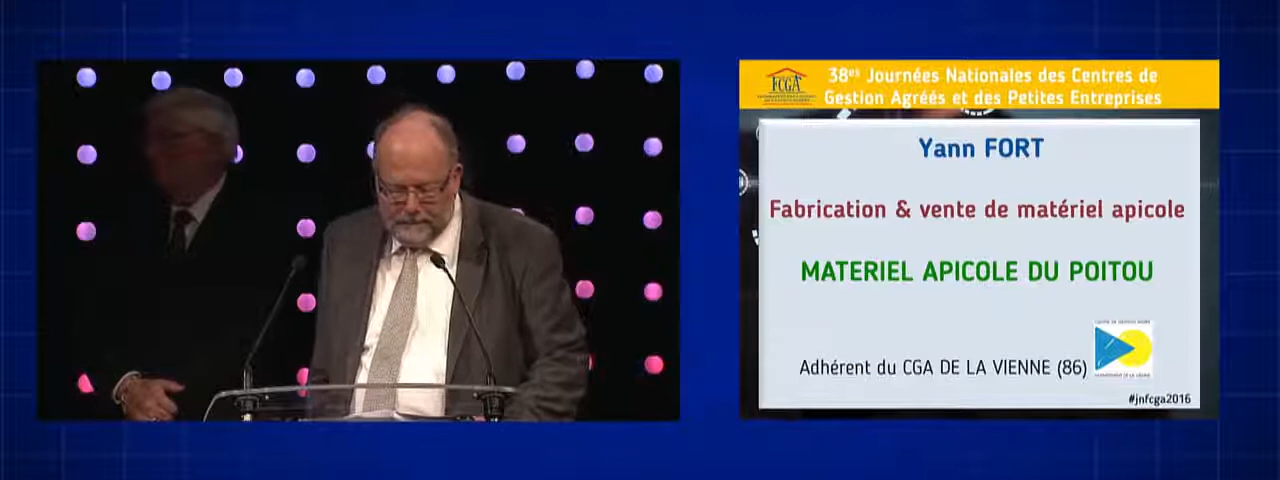 FCGA
38es Journées Nationales des Centres de
Gestion Agréés et des Petites Entreprises
Yann FORT
Fabrication & vente de matériel apicole
MATERIEL APICOLE DU POITOU
Adhérent du CGA DE LA VIENNE (86)
#jnfcga2016